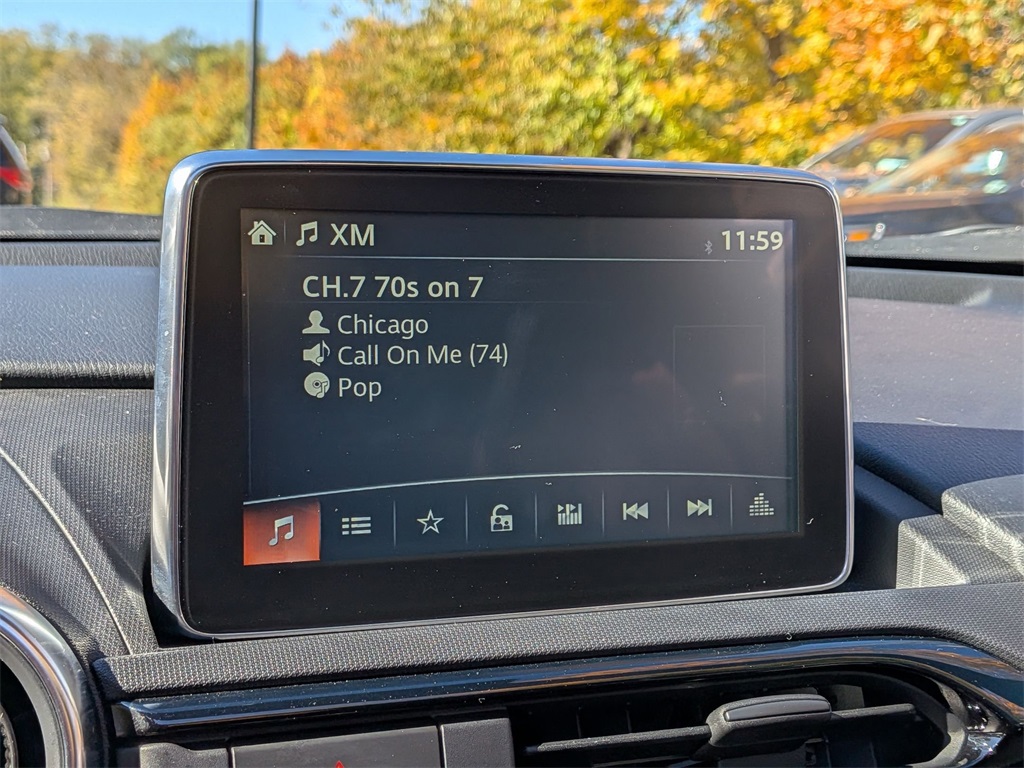 XM 11:59
CH.7 70s on 7
Chicago
Call On Me (74)
Pop